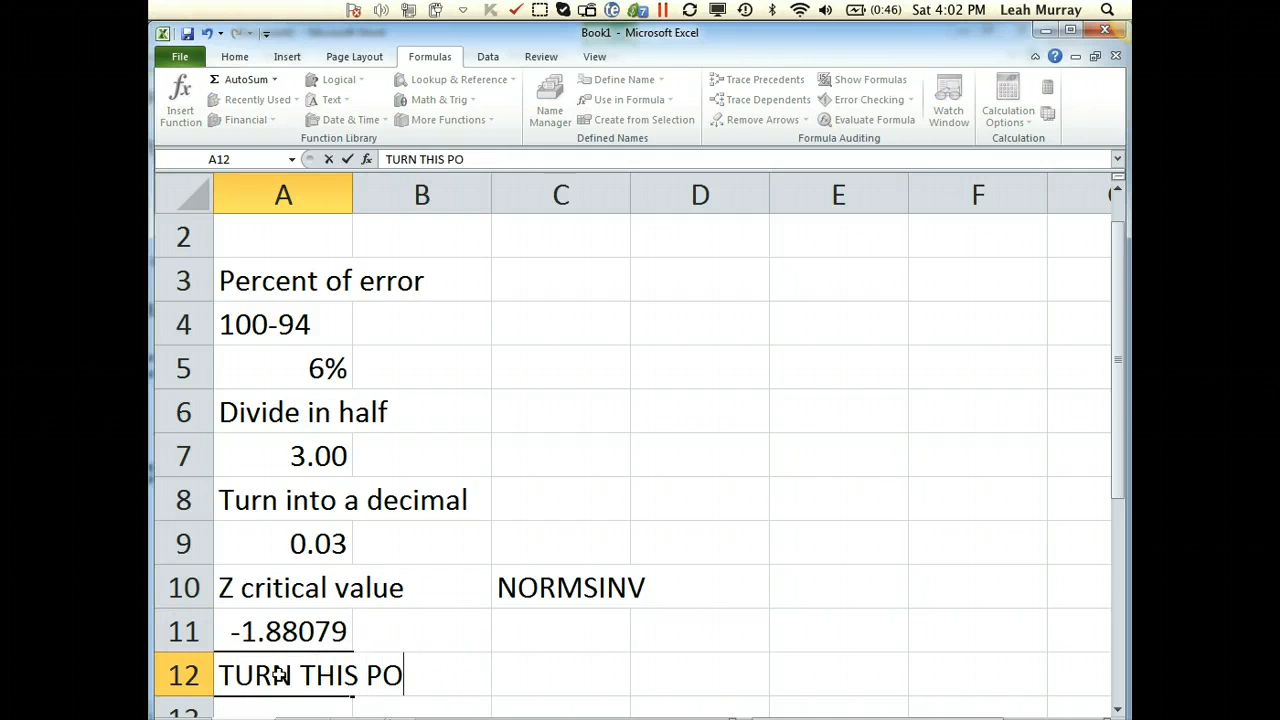 (0:46) Sat 4:02 PM Leah Murray
Book1 - Microsoft Excel
File Home Insert Page Layout Formulas Data Review View
fx Insert Function
Σ AutoSum
Recently Used
Financial
Logical
Text
Date & Time
Lookup & Reference
Math & Trig
More Functions
Function Library
Name Manager
Define Name
Use in Formula
Create from Selection
Defined Names
Trace Precedents
Trace Dependents
Remove Arrows
Show Formulas
Error Checking
Evaluate Formula
Formula Auditing
Watch Window
Calculation Options
Calculation
A12 fx TURN THIS PO
A B C D E F
2
3 Percent of error
4 100-94
5 6%
6 Divide in half
7 3.00
8 Turn into a decimal
9 0.03
10 Z critical value NORMSINV
11 -1.88079
12 TURN THIS PO
13